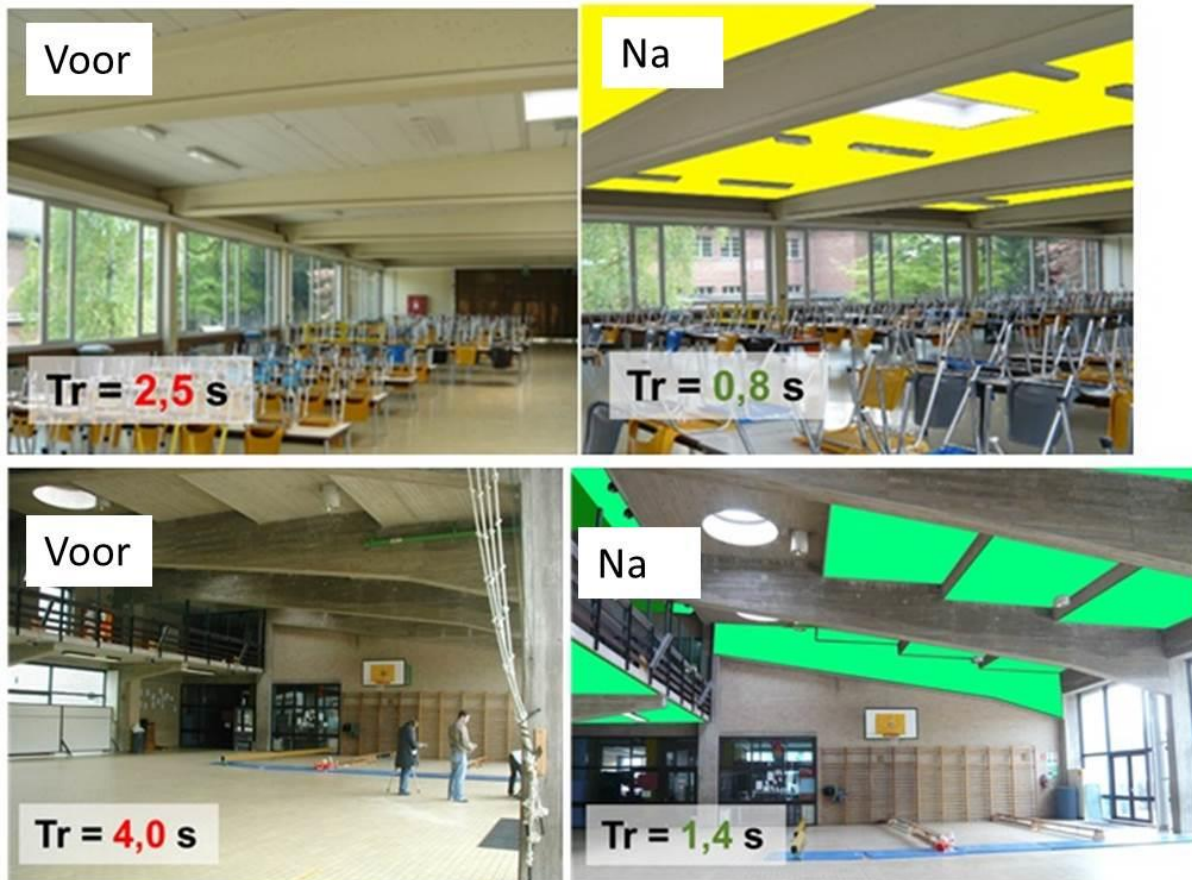 Voor
Na
Tr = 2,5 s
Tr = 0,8 s
Voor
Na
Tr = 4,0 s
Tr = 1,4 s